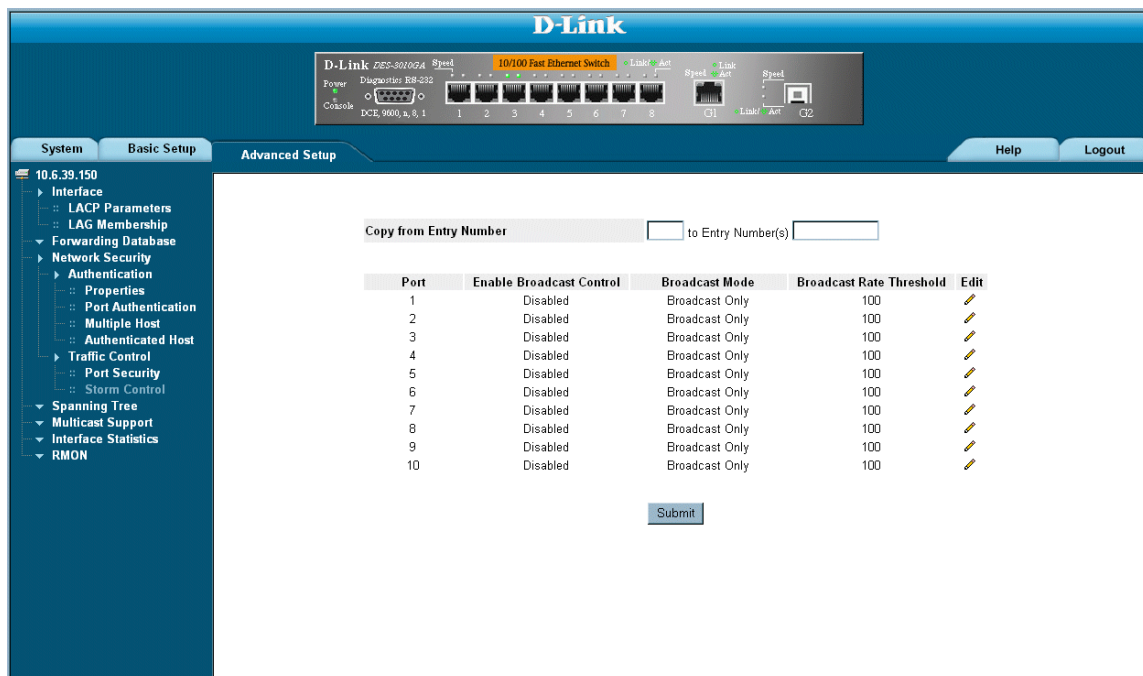 D-Link
D-Link DES-3010GA Speed 10/100 Fast Ethernet Switch Link/ Act
Power Diagnostics RS-232
Console
DCE, 9600, n, 8, 1
1 2 3 4 5 6 7 8
Speed Link Act
G1
Speed
Link/ Act G2
System Basic Setup Advanced Setup Help Logout
10.6.39.150
Interface
LACP Parameters
LAG Membership
Forwarding Database
Network Security
Authentication
Properties
Port Authentication
Multiple Host
Authenticated Host
Traffic Control
Port Security
Storm Control
Spanning Tree
Multicast Support
Interface Statistics
RMON
Copy from Entry Number to Entry Number(s)
Port Enable Broadcast Control Broadcast Mode Broadcast Rate Threshold Edit
1 Disabled Broadcast Only 100
2 Disabled Broadcast Only 100
3 Disabled Broadcast Only 100
4 Disabled Broadcast Only 100
5 Disabled Broadcast Only 100
6 Disabled Broadcast Only 100
7 Disabled Broadcast Only 100
8 Disabled Broadcast Only 100
9 Disabled Broadcast Only 100
10 Disabled Broadcast Only 100
Submit